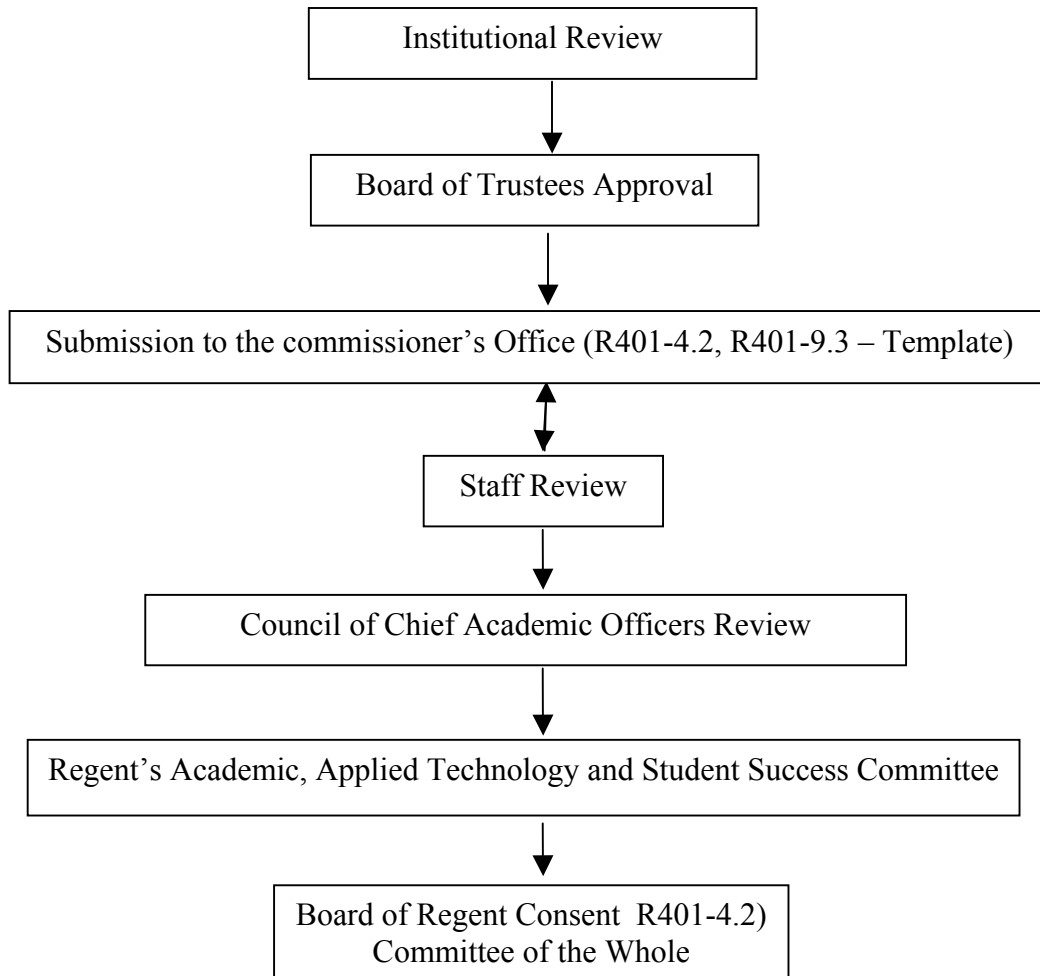 Institutional Review
Board of Trustees Approval
Submission to the commissioner’s Office (R401-4.2, R401-9.3 – Template)
Staff Review
Council of Chief Academic Officers Review
Regent’s Academic, Applied Technology and Student Success Committee
Board of Regent Consent  R401-4.2)
Committee of the Whole